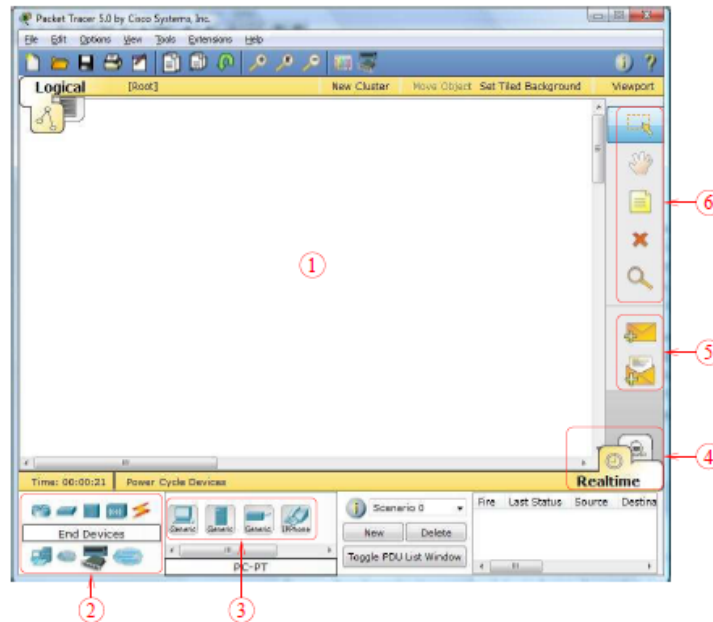 Packet Tracer 5.0 by Cisco Systems, Inc.
File Edit Options View Tools Extensions Help
Logical [Root] New Cluster Move Object Set Tiled Background Viewport
1
6
5
4
Time: 00:00:21 Power Cycle Devices Realtime
End Devices
Generic Generic Generic IPPhone
PC-PT
Scenario 0
New Delete
Toggle PDU List Window
Fire Last Status Source Destina
2
3